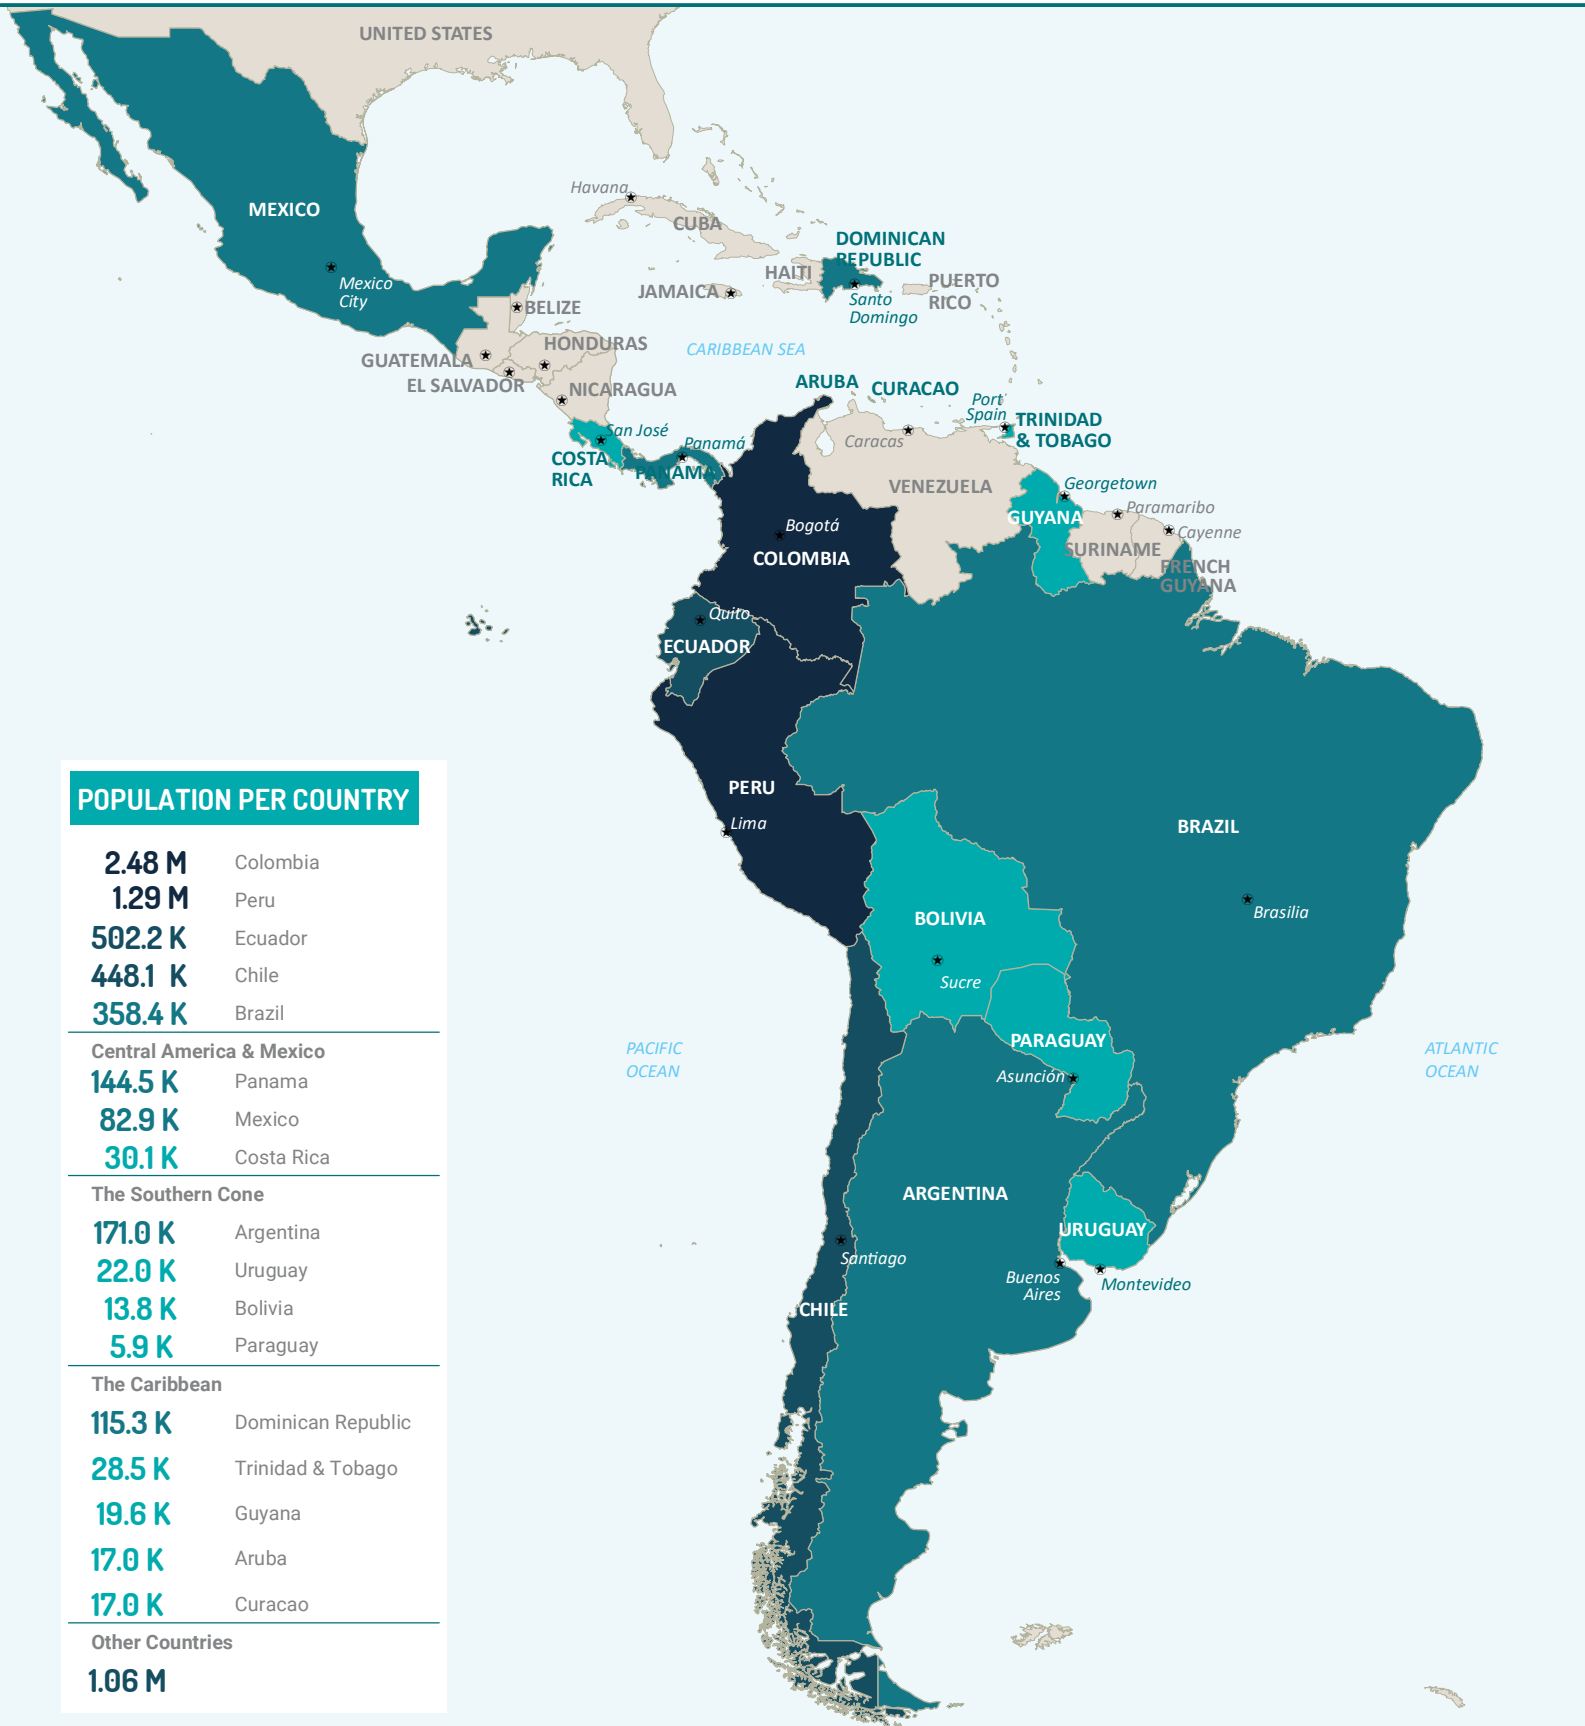 UNITED STATES
MEXICO
Mexico
City
Havana
CUBA
DOMINICAN
REPUBLIC
HAITI
JAMAICA
PUERTO
RICO
Santo
Domingo
BELIZE
HONDURAS
GUATEMALA
EL SALVADOR
NICARAGUA
CARIBBEAN SEA
ARUBA
CURACAO
Port
Spain
TRINIDAD
& TOBAGO
San José
Panamá
COSTA
RICA
PANAMA
Caracas
VENEZUELA
Georgetown
GUYANA
Paramaribo
Cayenne
SURINAME
FRENCH
GUYANA
Bogotá
COLOMBIA
Quito
ECUADOR
PERU
Lima
BRAZIL
Brasilia
BOLIVIA
Sucre
PARAGUAY
Asunción
PACIFIC
OCEAN
ATLANTIC
OCEAN
ARGENTINA
URUGUAY
Santiago
Buenos
Aires
Montevideo
CHILE
POPULATION PER COUNTRY
2.48 M Colombia
1.29 M Peru
502.2 K Ecuador
448.1 K Chile
358.4 K Brazil
Central America & Mexico
144.5 K Panama
82.9 K Mexico
30.1 K Costa Rica
The Southern Cone
171.0 K Argentina
22.0 K Uruguay
13.8 K Bolivia
5.9 K Paraguay
The Caribbean
115.3 K Dominican Republic
28.5 K Trinidad & Tobago
19.6 K Guyana
17.0 K Aruba
17.0 K Curacao
Other Countries
1.06 M